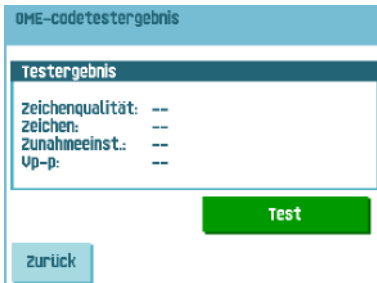 OME-codetestergebnis
Testergebnis
Zeichenqualität: --
Zeichen: --
Zunahmeeinst.: --
Vp-p: --
Test
Zurück